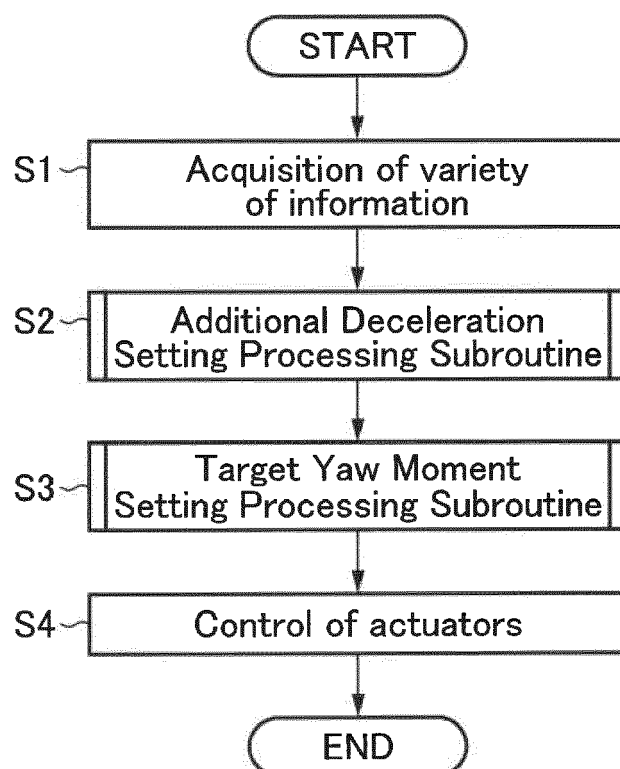 START
S1
Acquisition of variety
of information
S2
Additional Deceleration
Setting Processing Subroutine
S3
Target Yaw Moment
Setting Processing Subroutine
S4
Control of actuators
END